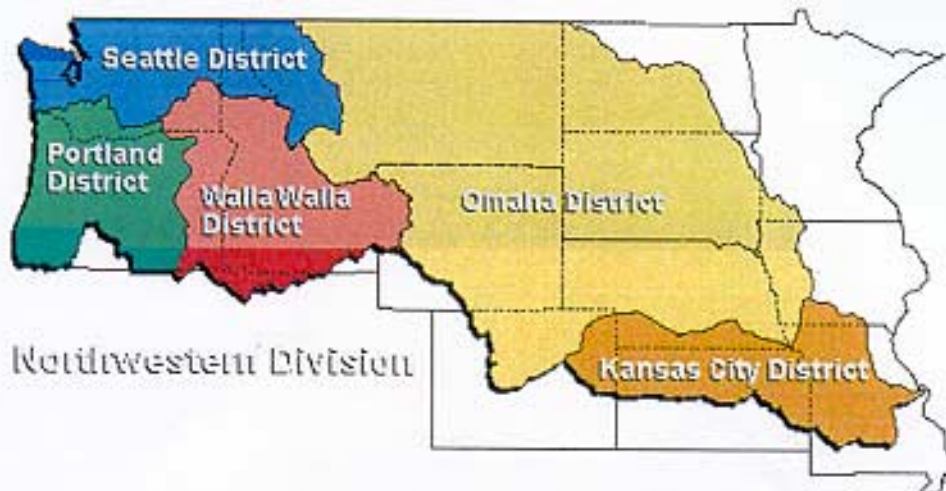 Seattle District
Portland
District
Walla Walla
District
Omaha District
Northwestern Division
Kansas City District